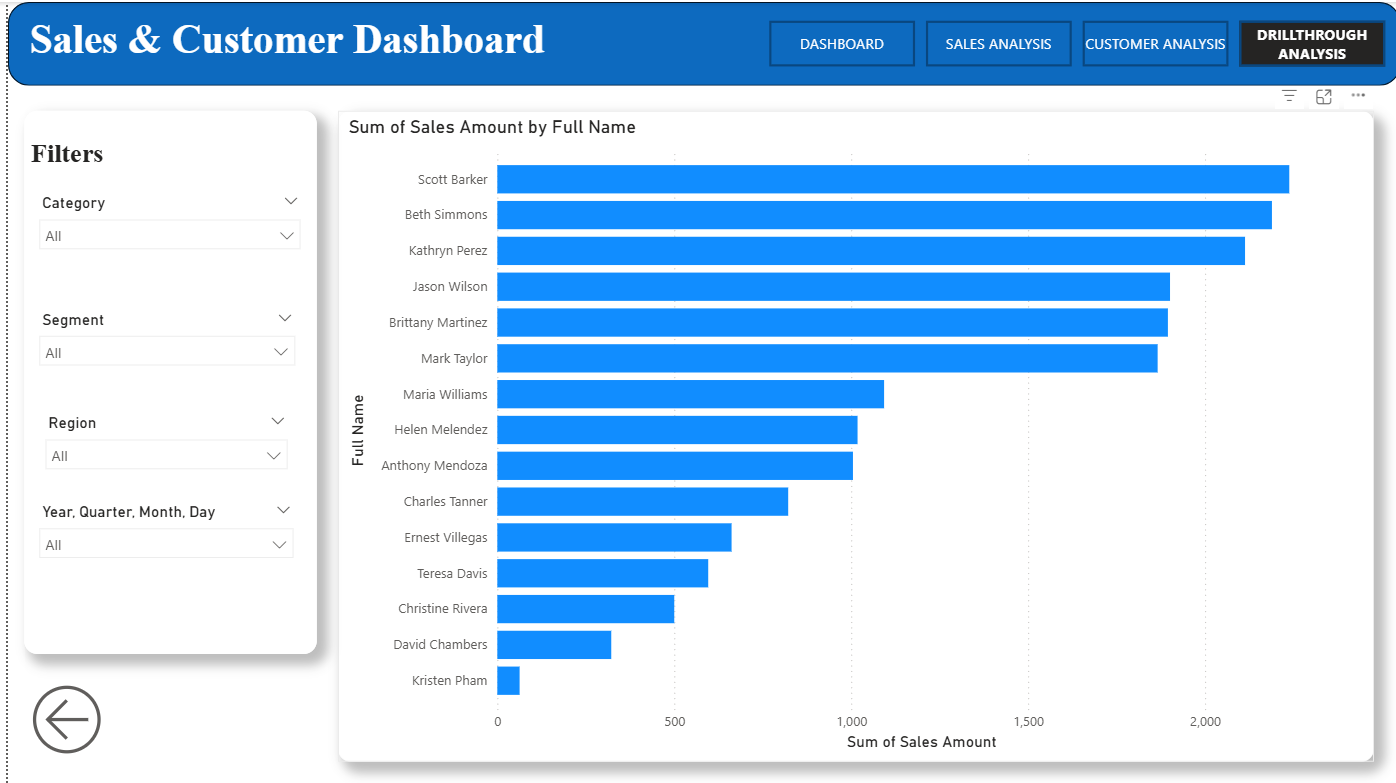 Sales & Customer Dashboard
DASHBOARD
SALES ANALYSIS
CUSTOMER ANALYSIS
DRILLTHROUGH
ANALYSIS
Filters
Category
All
Segment
All
Region
All
Year, Quarter, Month, Day
All
Sum of Sales Amount by Full Name
Full Name
Scott Barker
Beth Simmons
Kathryn Perez
Jason Wilson
Brittany Martinez
Mark Taylor
Maria Williams
Helen Melendez
Anthony Mendoza
Charles Tanner
Ernest Villegas
Teresa Davis
Christine Rivera
David Chambers
Kristen Pham
0 500 1,000 1,500 2,000
Sum of Sales Amount